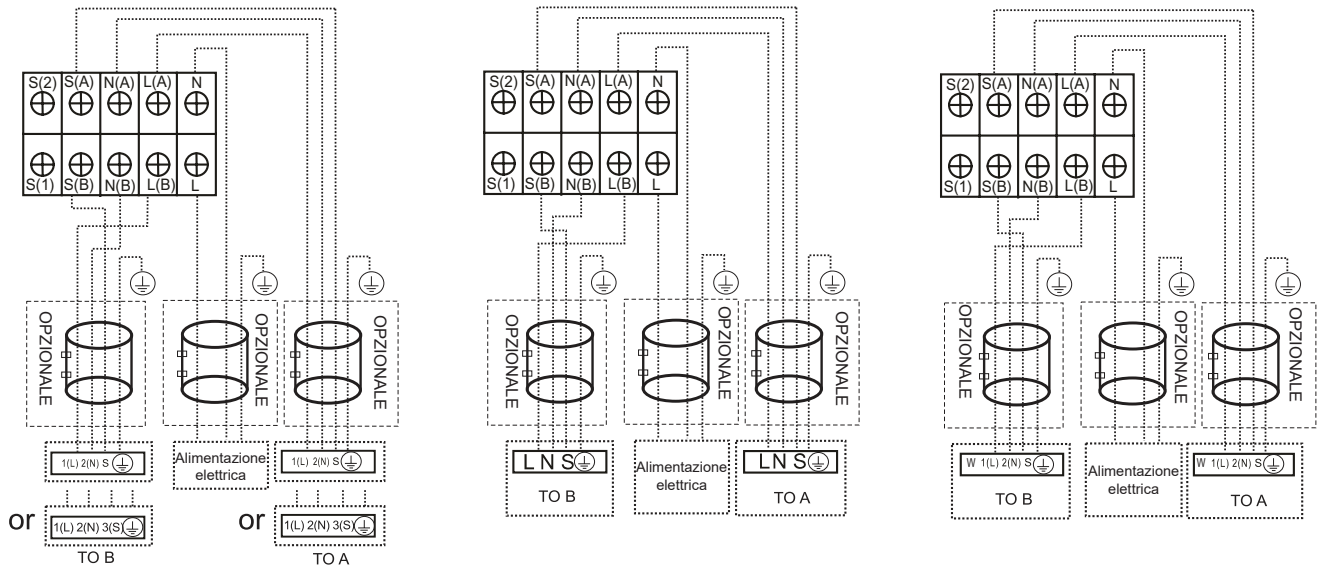 S(2) S(A) N(A) L(A) N
S(1) S(B) N(B) L(B) L
OPZIONALE
OPZIONALE
OPZIONALE
1(L) 2(N) S
Alimentazione
elettrica
1(L) 2(N) S
or
1(L) 2(N) 3(S)
TO B
or
1(L) 2(N) 3(S)
TO A
S(2) S(A) N(A) L(A) N
S(1) S(B) N(B) L(B) L
OPZIONALE
OPZIONALE
OPZIONALE
L N S
TO B
Alimentazione
elettrica
L N S
TO A
S(2) S(A) N(A) L(A) N
S(1) S(B) N(B) L(B) L
OPZIONALE
OPZIONALE
OPZIONALE
W 1(L) 2(N) S
TO B
Alimentazione
elettrica
W 1(L) 2(N) S
TO A